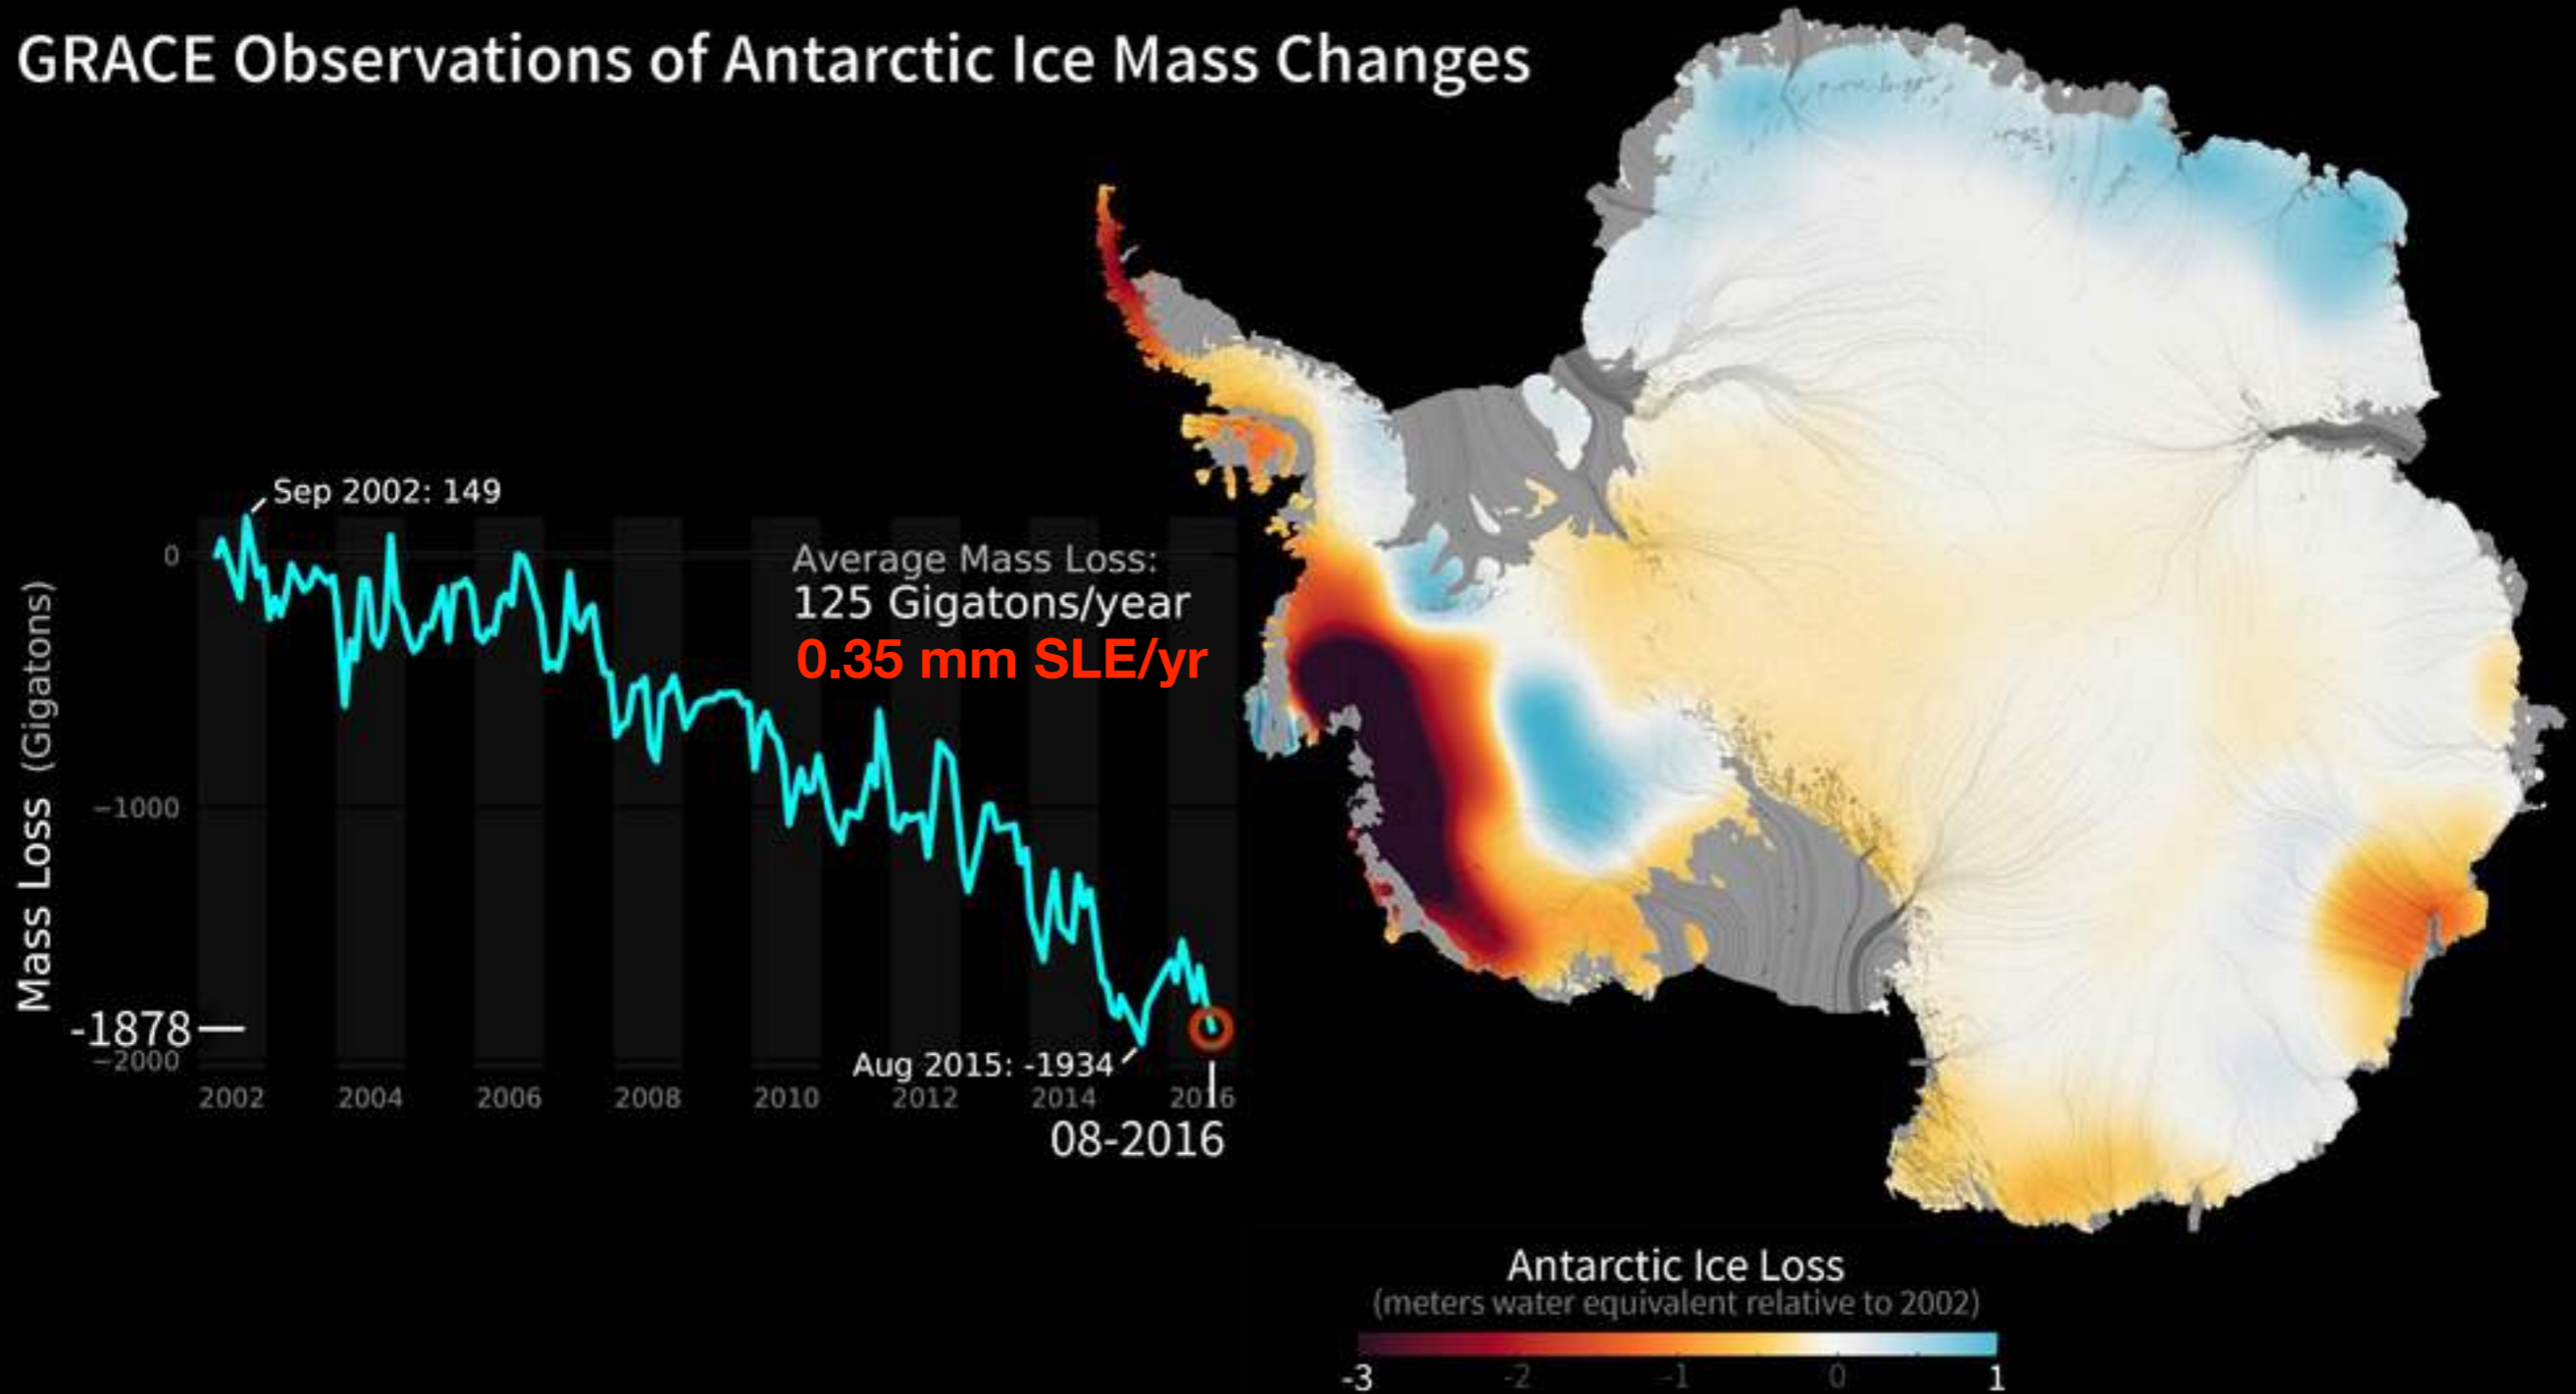 GRACE Observations of Antarctic Ice Mass Changes
Sep 2002: 149
Average Mass Loss:
125 Gigatons/year
0.35 mm SLE/yr
Mass Loss (Gigatons)
0
−1000
-1878
−2000
Aug 2015: -1934
2002 2004 2006 2008 2010 2012 2014 2016
08-2016
Antarctic Ice Loss
(meters water equivalent relative to 2002)
-3 -2 -1 0 1